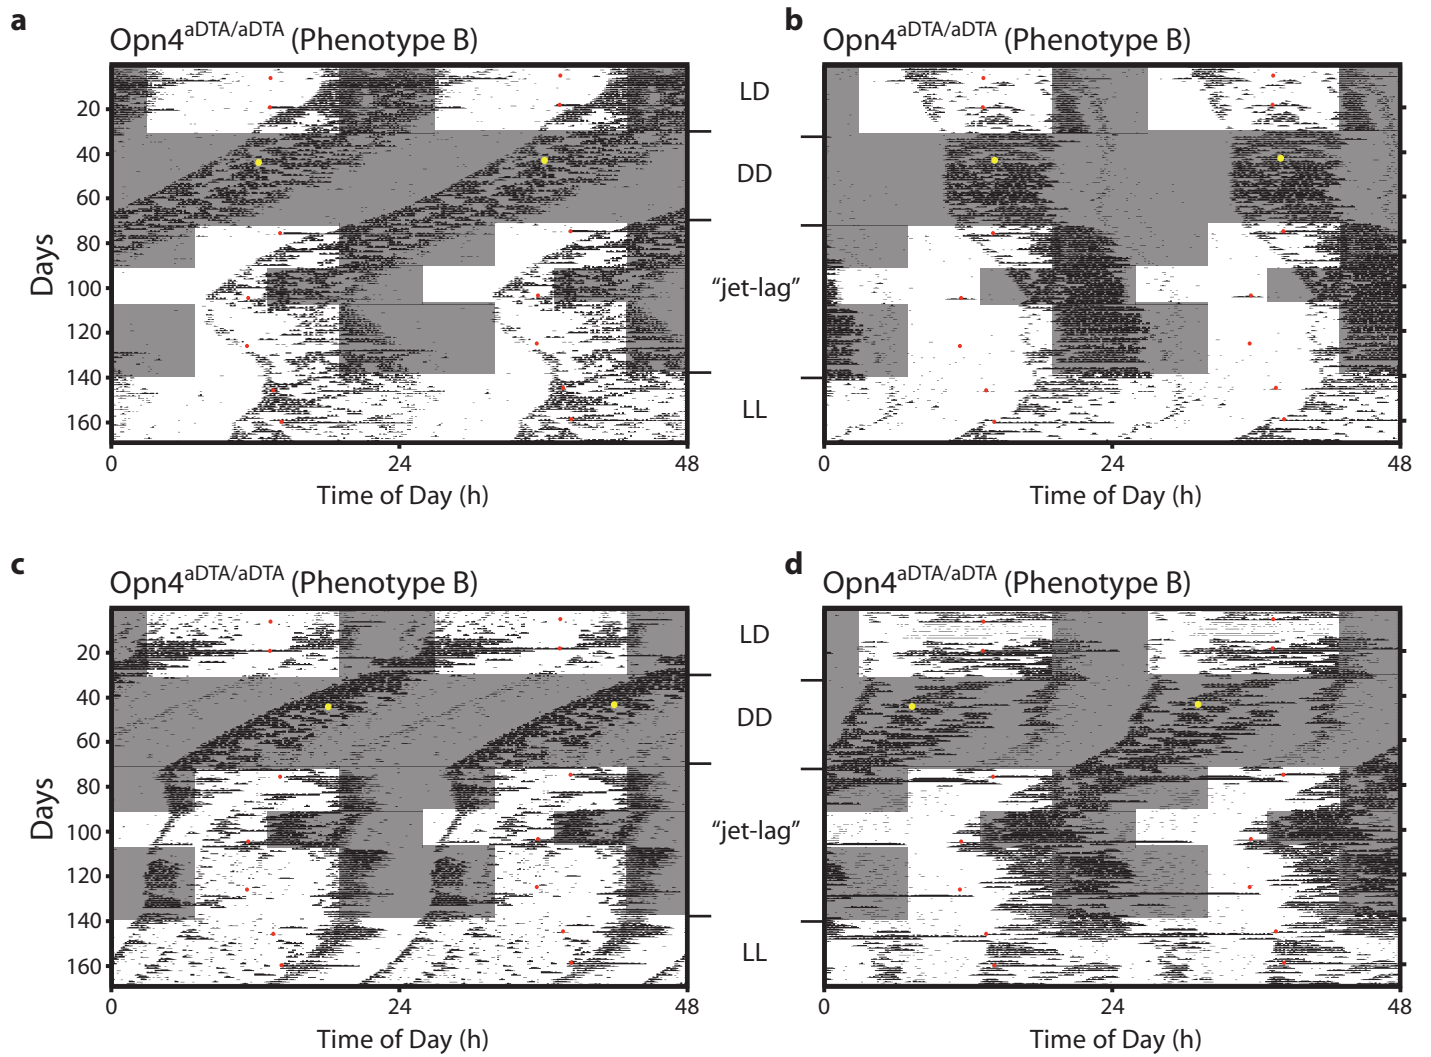 a
Opn4aDTA/aDTA (Phenotype B)
b
Opn4aDTA/aDTA (Phenotype B)
Days
20
40
60
80
100
120
140
160
LD
DD
"jet-lag"
LL
0
24
48
0
24
48
Time of Day (h)
Time of Day (h)
c
Opn4aDTA/aDTA (Phenotype B)
d
Opn4aDTA/aDTA (Phenotype B)
Days
20
40
60
80
100
120
140
160
LD
DD
"jet-lag"
LL
0
24
48
0
24
48
Time of Day (h)
Time of Day (h)